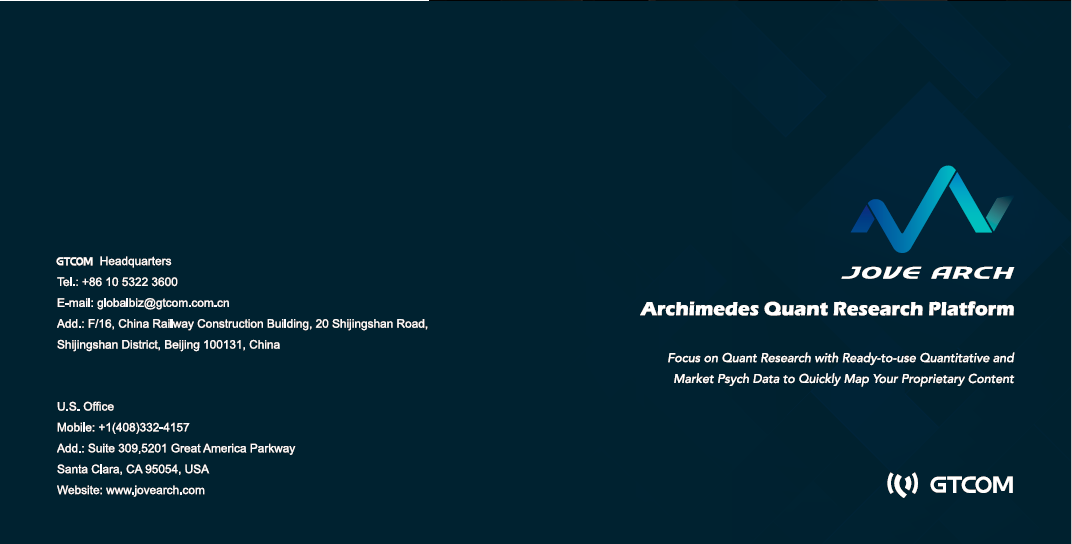 GTCOM Headquarters
Tel.: +86 10 5322 3600
E-mail: globalbiz@gtcom.com.cn
Add.: F/16, China Railway Construction Building, 20 Shijingshan Road,
Shijingshan District, Beijing 100131, China
U.S. Office
Mobile: +1(408)332-4157
Add.: Suite 309,5201 Great America Parkway
Santa Clara, CA 95054, USA
Website: www.jovearch.com
JOVE ARCH
Archimedes Quant Research Platform
Focus on Quant Research with Ready-to-use Quantitative and
Market Psych Data to Quickly Map Your Proprietary Content
GTCOM